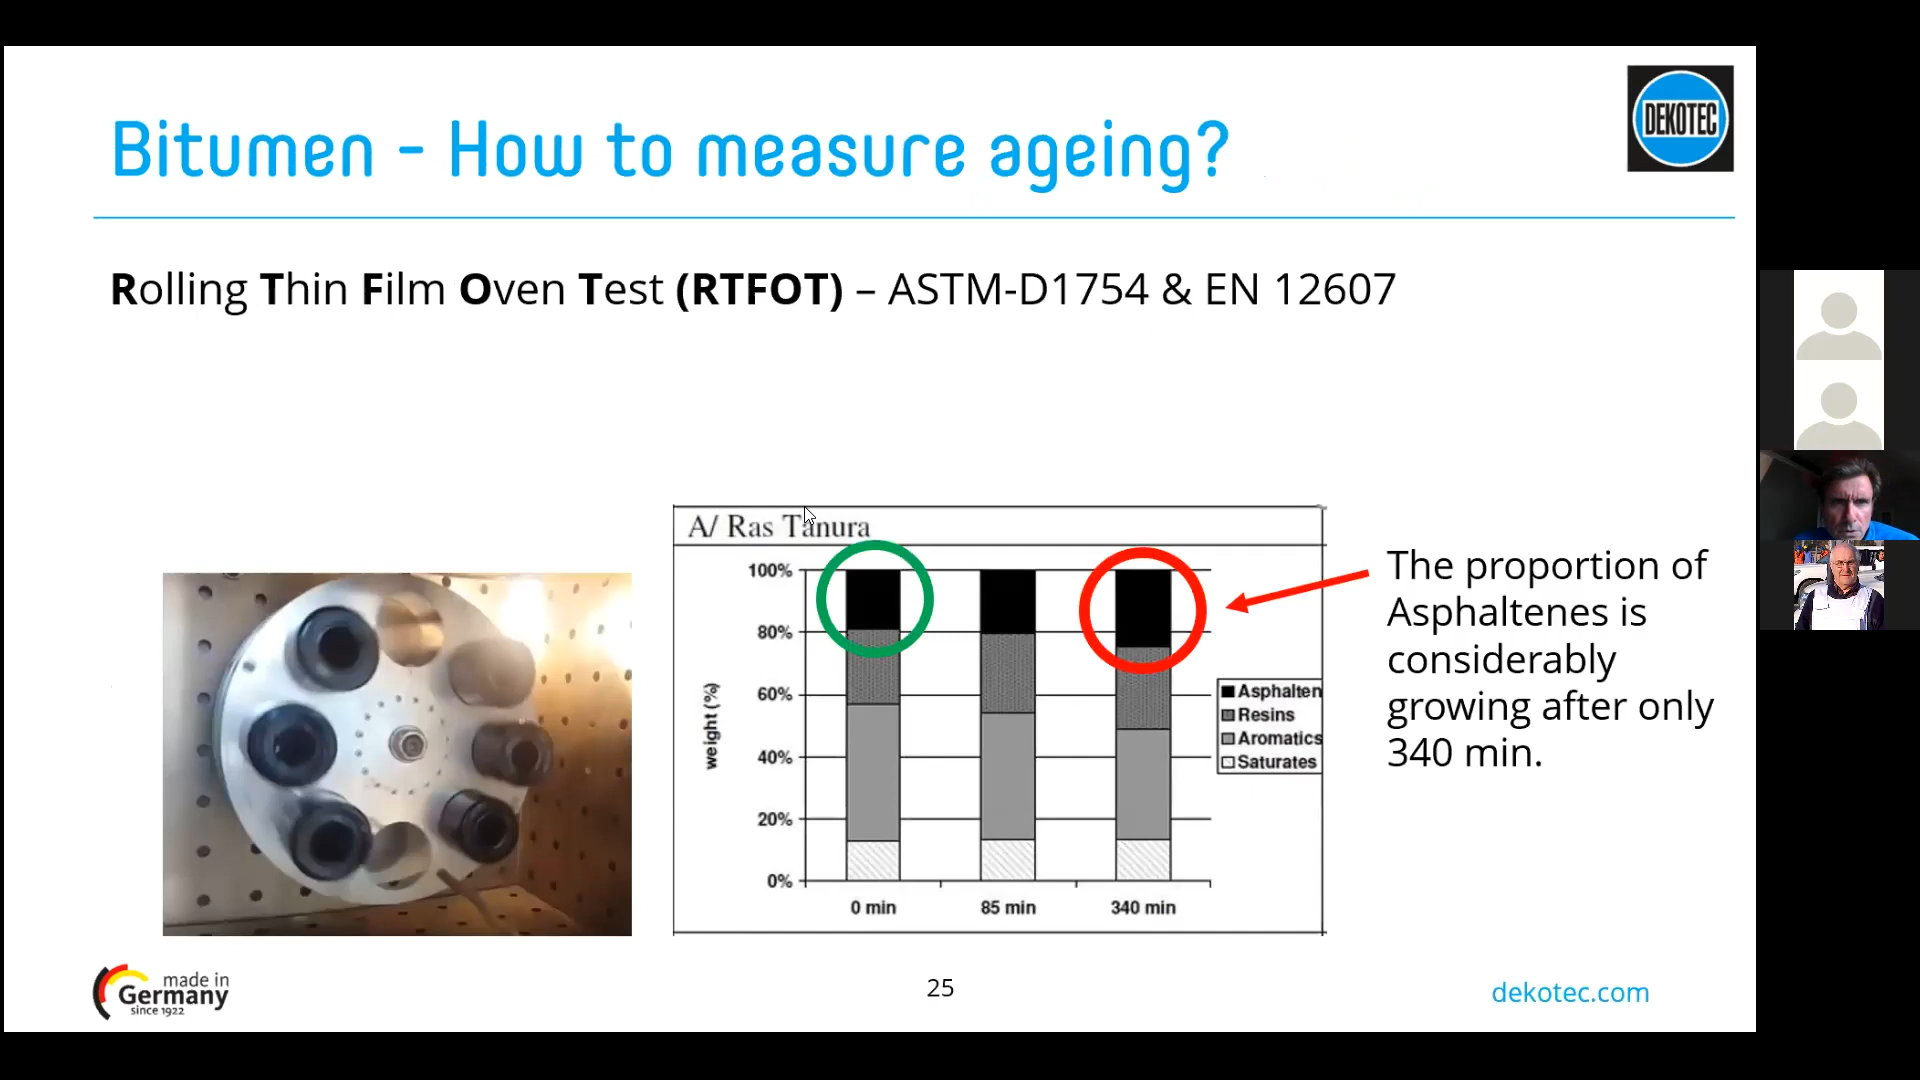 Bitumen - How to measure ageing?
DEKOTEC
Rolling Thin Film Oven Test (RTFOT) – ASTM-D1754 & EN 12607
A/ Ras Tanura
100%
80%
60%
40%
20%
0%
weight (%)
0 min
85 min
340 min
Asphalten
Resins
Aromatics
Saturates
The proportion of
Asphaltenes is
considerably
growing after only
340 min.
made in
Germany
since 1922
25
dekotec.com